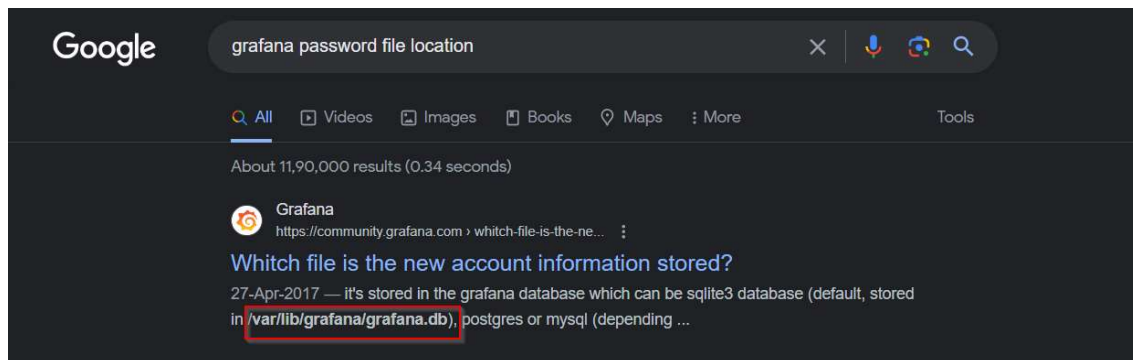 Google
grafana password file location
All Videos Images Books Maps : More Tools
About 11,90,000 results (0.34 seconds)
Grafana
https://community.grafana.com › whitch-file-is-the-ne...
Whitch file is the new account information stored?
27-Apr-2017 — it's stored in the grafana database which can be sqlite3 database (default, stored
in /var/lib/grafana/grafana.db), postgres or mysql (depending ...